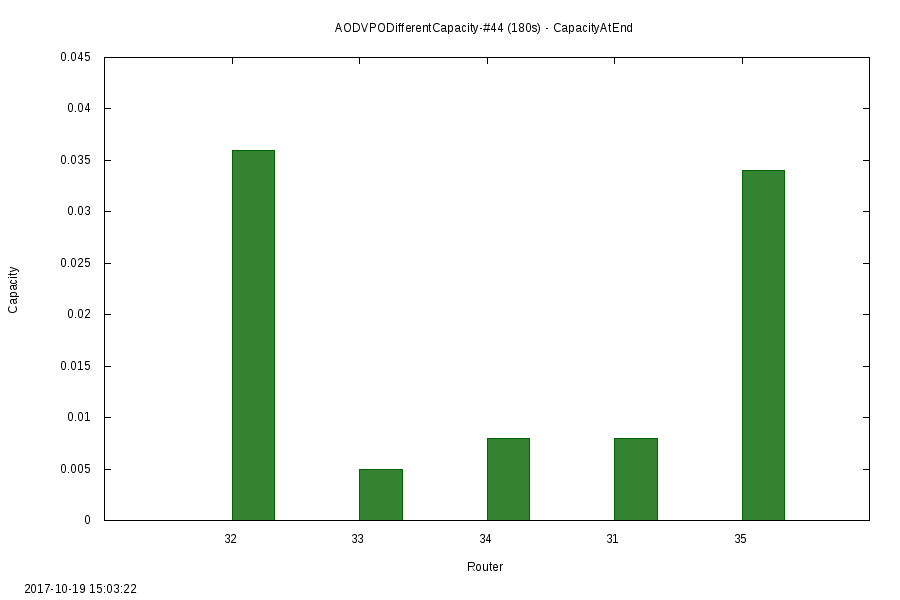 AODVPODifferentCapacity-#44 (180s) - CapacityAtEnd
0.045
0.04
0.035
0.03
0.025
0.02
0.015
0.01
0.005
0
Capacity
32 33 34 31 35
Router
2017-10-19 15:03:22